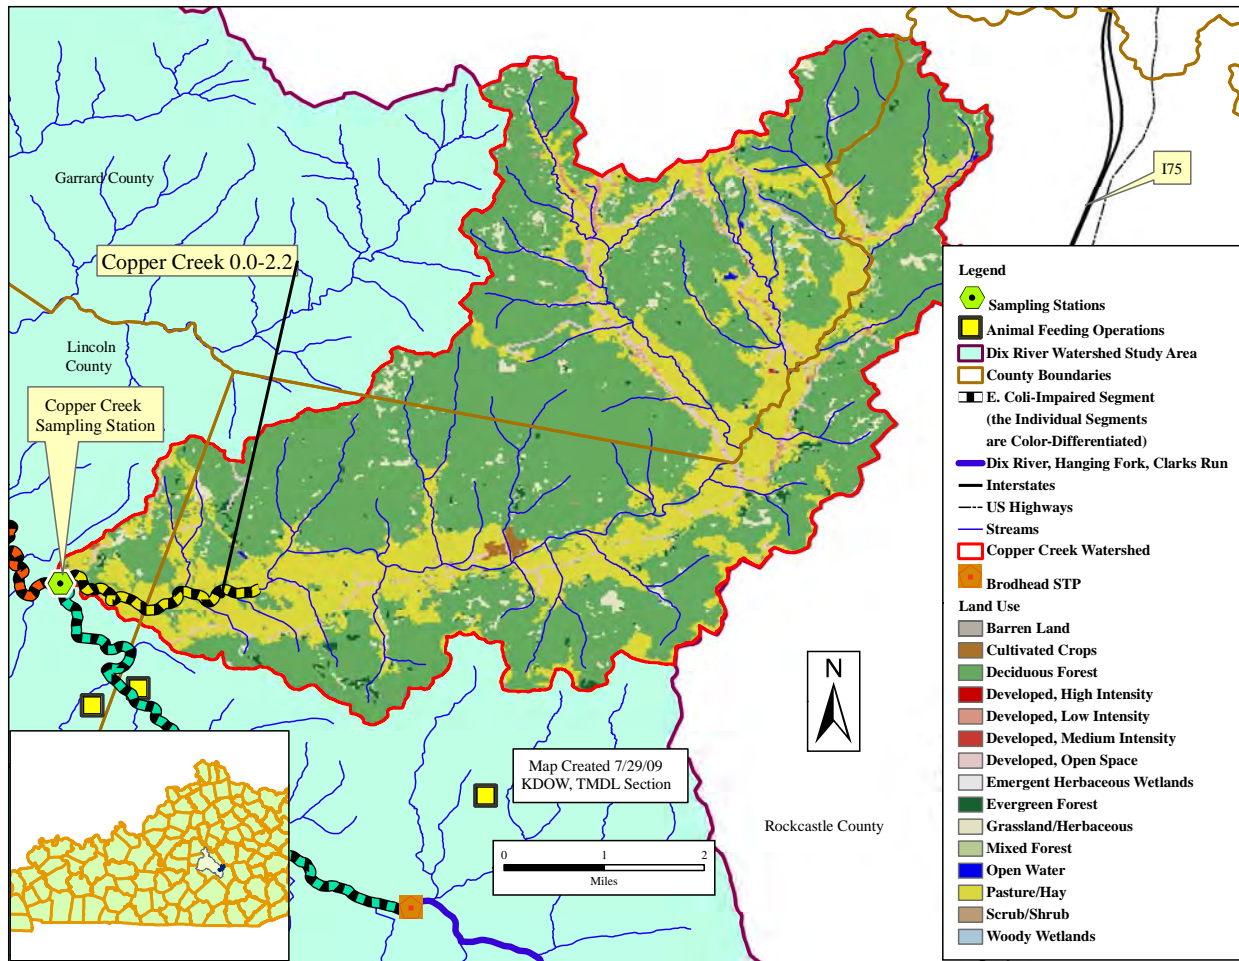 Garrard County
I75
Copper Creek 0.0-2.2
Lincoln
County
Copper Creek
Sampling Station
Legend
Sampling Stations
Animal Feeding Operations
Dix River Watershed Study Area
County Boundaries
E. Coli-Impaired Segment
(the Individual Segments
are Color-Differentiated)
Dix River, Hanging Fork, Clarks Run
Interstates
US Highways
Streams
Copper Creek Watershed
Brodhead STP
Land Use
Barren Land
Cultivated Crops
Deciduous Forest
Developed, High Intensity
Developed, Low Intensity
Developed, Medium Intensity
Developed, Open Space
Emergent Herbaceous Wetlands
Evergreen Forest
Grassland/Herbaceous
Mixed Forest
Open Water
Pasture/Hay
Scrub/Shrub
Woody Wetlands
N
Map Created 7/29/09
KDOW, TMDL Section
Rockcastle County
0 1 2
Miles